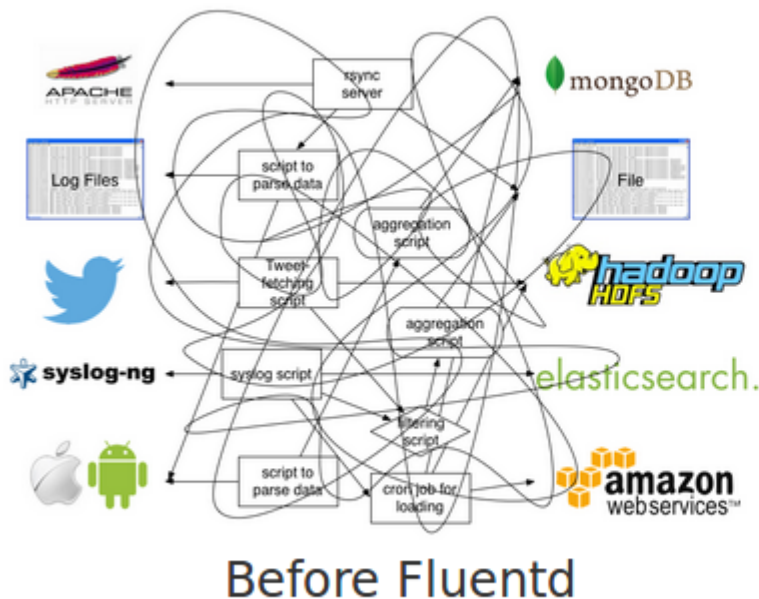 APACHE
HTTP SERVER
rsync
server
mongoDB
Log Files
script to
parse data
File
aggregation
script
Tweet-
fetching
script
hadoop
HDFS
aggregation
script
syslog-ng
syslog script
elasticsearch.
filtering
script
script to
parse data
cron job for
loading
amazon
webservices™
Before Fluentd